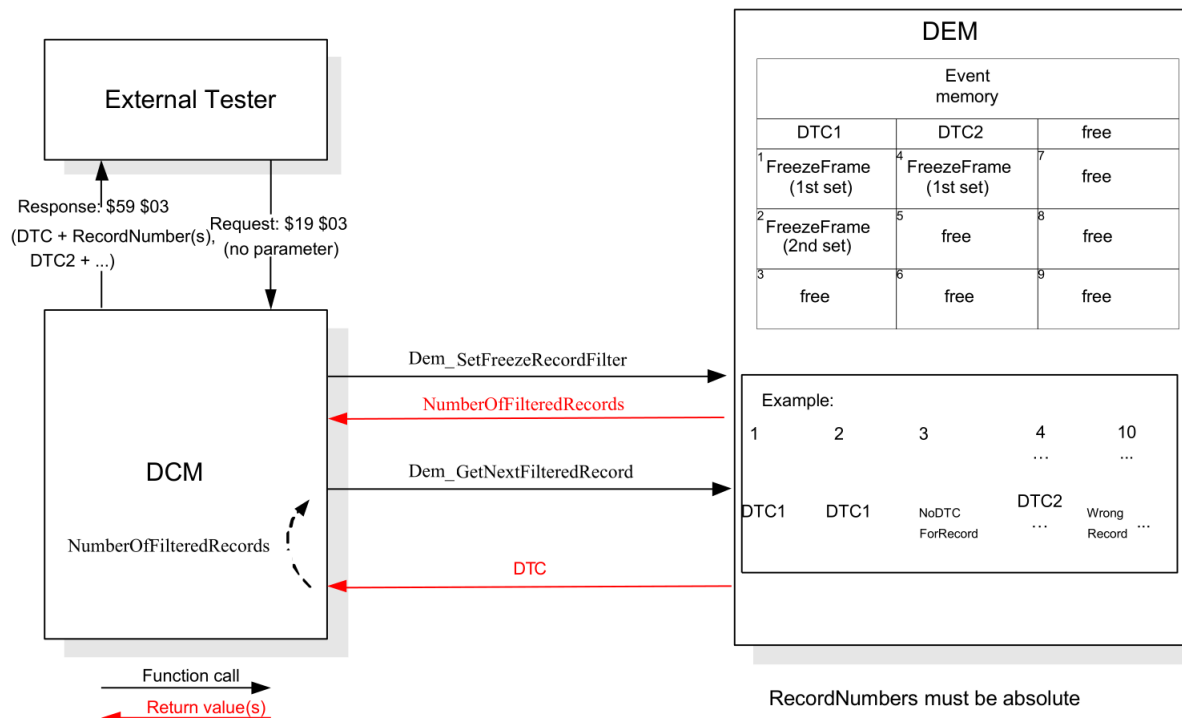 External Tester
Response: $59 $03
(DTC + RecordNumber(s),
DTC2 + ...)
Request: $19 $03
(no parameter)
DCM
NumberOfFilteredRecords
Function call
Return value(s)
Dem_SetFreezeRecordFilter
NumberOfFilteredRecords
Dem_GetNextFilteredRecord
DTC
DEM
Event
memory
DTC1 DTC2 free
1 FreezeFrame 4 FreezeFrame 7 free
(1st set) (1st set)
2 FreezeFrame 5 free 8 free
(2nd set)
3 free 6 free 9 free
Example:
1 2 3 4 10
... ...
DTC1 DTC1 NoDTC DTC2 Wrong
ForRecord ... Record ...
RecordNumbers must be absolute